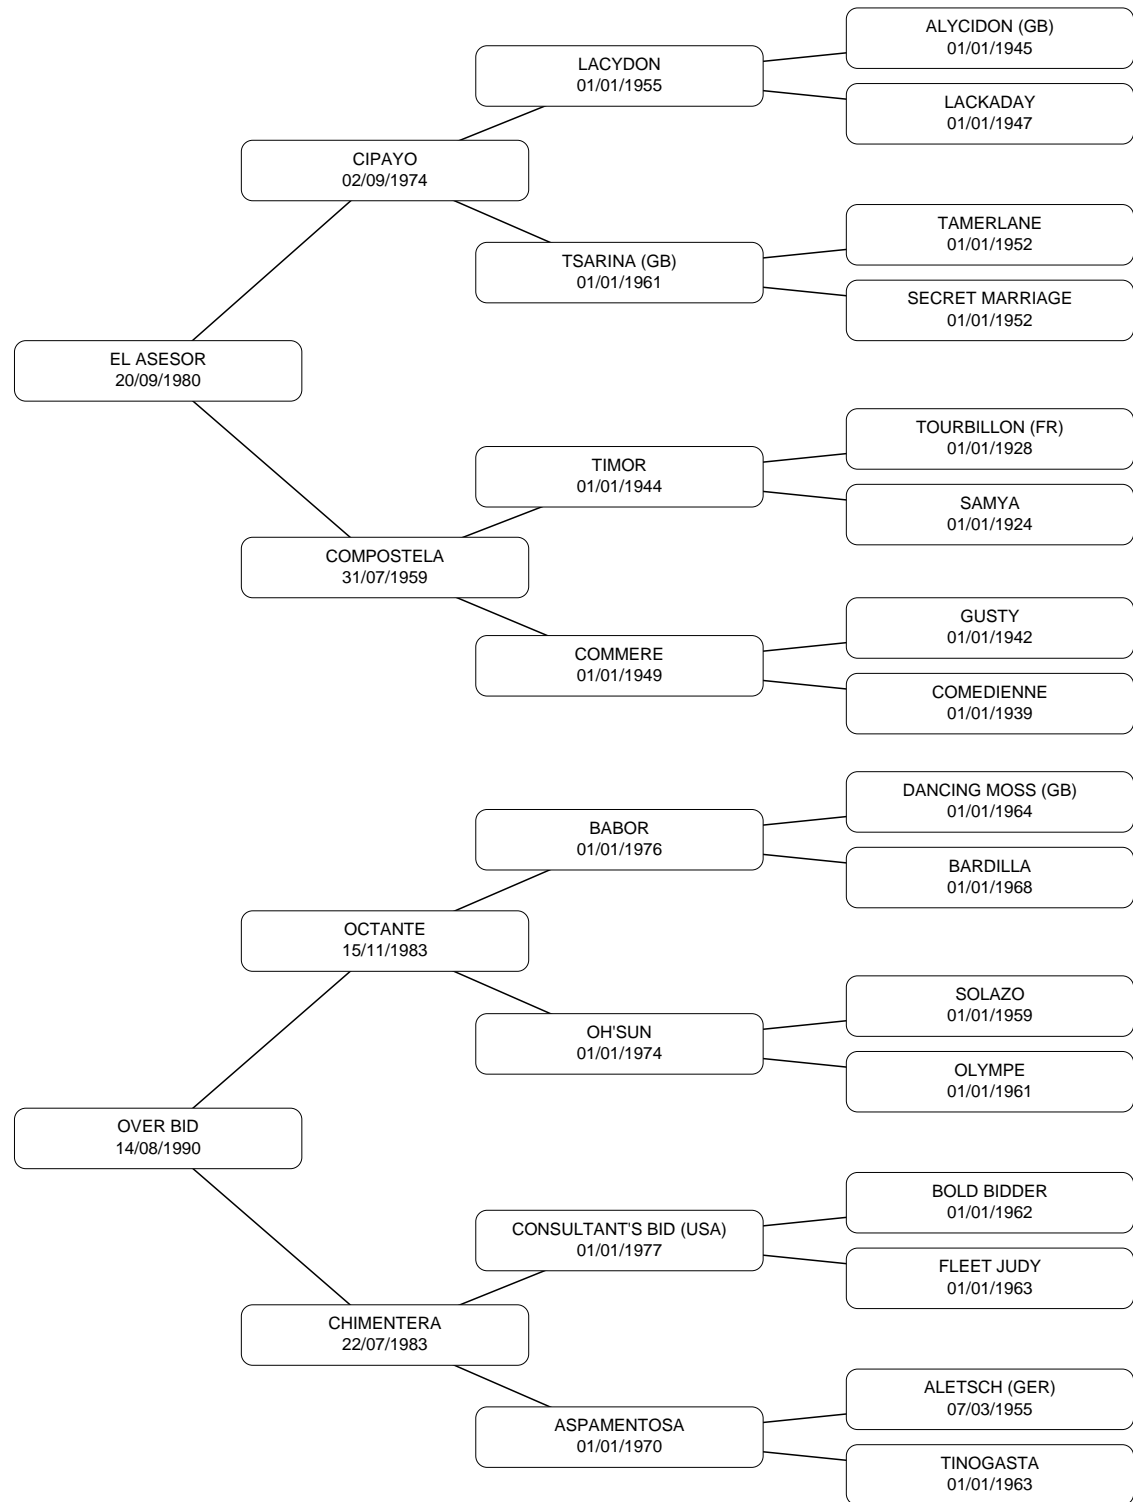 ALYCIDON (GB)
01/01/1945
LACYDON
01/01/1955
LACKADAY
01/01/1947
CIPAYO
02/09/1974
TAMERLANE
01/01/1952
TSARINA (GB)
01/01/1961
SECRET MARRIAGE
01/01/1952
EL ASESOR
20/09/1980
TOURBILLON (FR)
01/01/1928
TIMOR
01/01/1944
SAMYA
01/01/1924
COMPOSTELA
31/07/1959
GUSTY
01/01/1942
COMMERE
01/01/1949
COMEDIENNE
01/01/1939
DANCING MOSS (GB)
01/01/1964
BABOR
01/01/1976
BARDILLA
01/01/1968
OCTANTE
15/11/1983
SOLAZO
01/01/1959
OH'SUN
01/01/1974
OLYMPE
01/01/1961
OVER BID
14/08/1990
BOLD BIDDER
01/01/1962
CONSULTANT'S BID (USA)
01/01/1977
FLEET JUDY
01/01/1963
CHIMENTERA
22/07/1983
ALETSCH (GER)
07/03/1955
ASPAMENTOSA
01/01/1970
TINOGASTA
01/01/1963